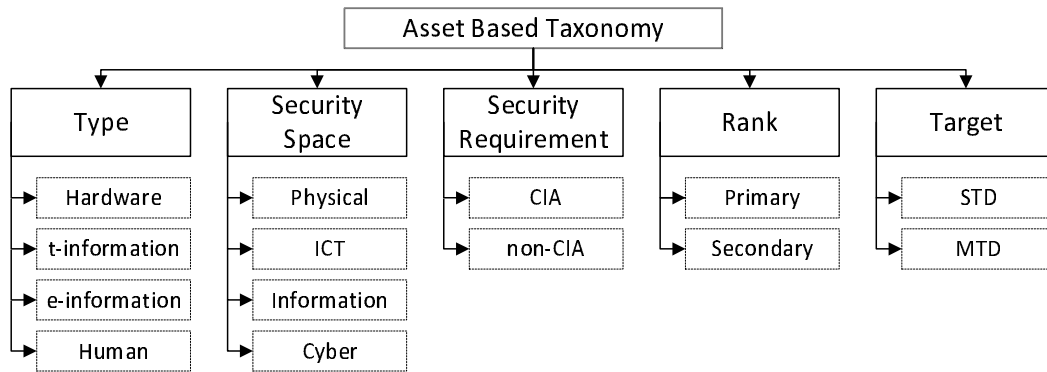 Asset Based Taxonomy
Type
Hardware
t-information
e-information
Human
Security
Space
Physical
ICT
Information
Cyber
Security
Requirement
CIA
non-CIA
Rank
Primary
Secondary
Target
STD
MTD